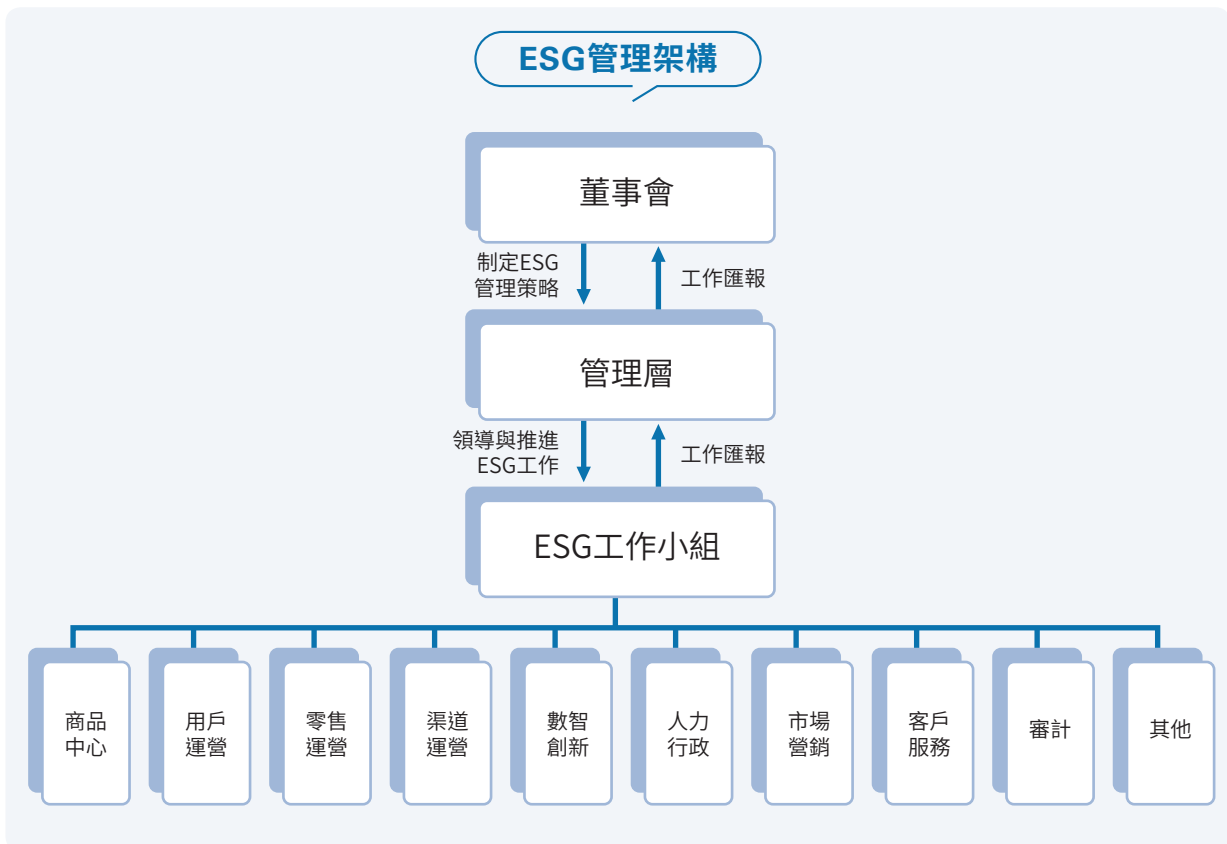 ESG管理架構
董事會
制定ESG
管理策略
工作匯報
管理層
領導與推進
ESG工作
工作匯報
ESG工作小組
商品
中心
用戶
運營
零售
運營
渠道
運營
數智
創新
人力
行政
市場
營銷
客戶
服務
審計
其他